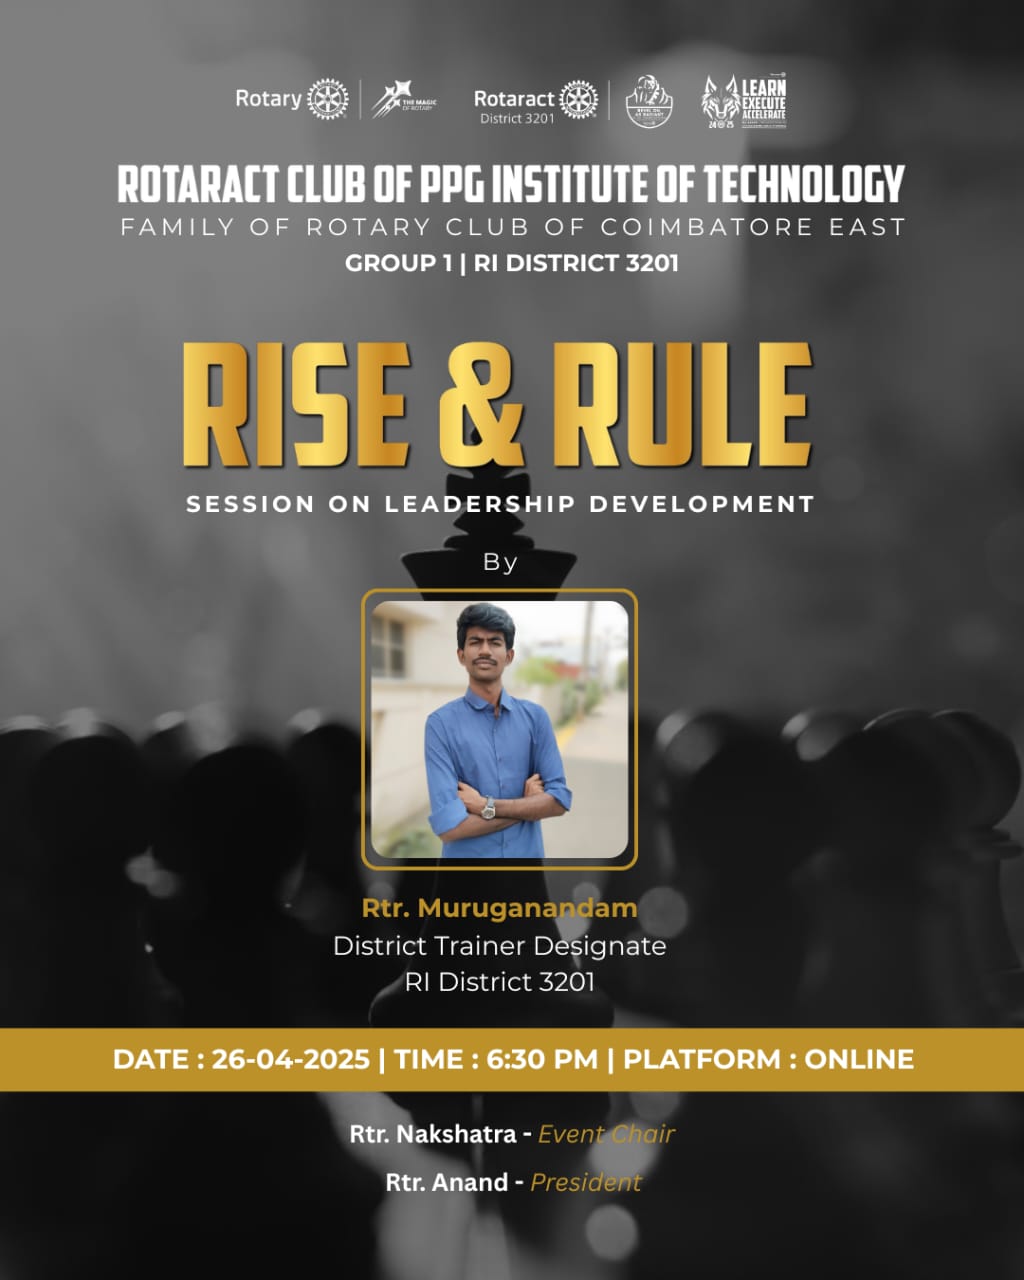 Rotary
THE MAGIC
OF ROTARY
Rotaract
District 3201
LEARN
EXECUTE
ACCELERATE
24 25
ROTARACT CLUB OF PPG INSTITUTE OF TECHNOLOGY
FAMILY OF ROTARY CLUB OF COIMBATORE EAST
GROUP 1 | RI DISTRICT 3201
RISE & RULE
SESSION ON LEADERSHIP DEVELOPMENT
By
Rtr. Muruganandam
District Trainer Designate
RI District 3201
DATE : 26-04-2025 | TIME : 6:30 PM | PLATFORM : ONLINE
Rtr. Nakshatra - Event Chair
Rtr. Anand - President